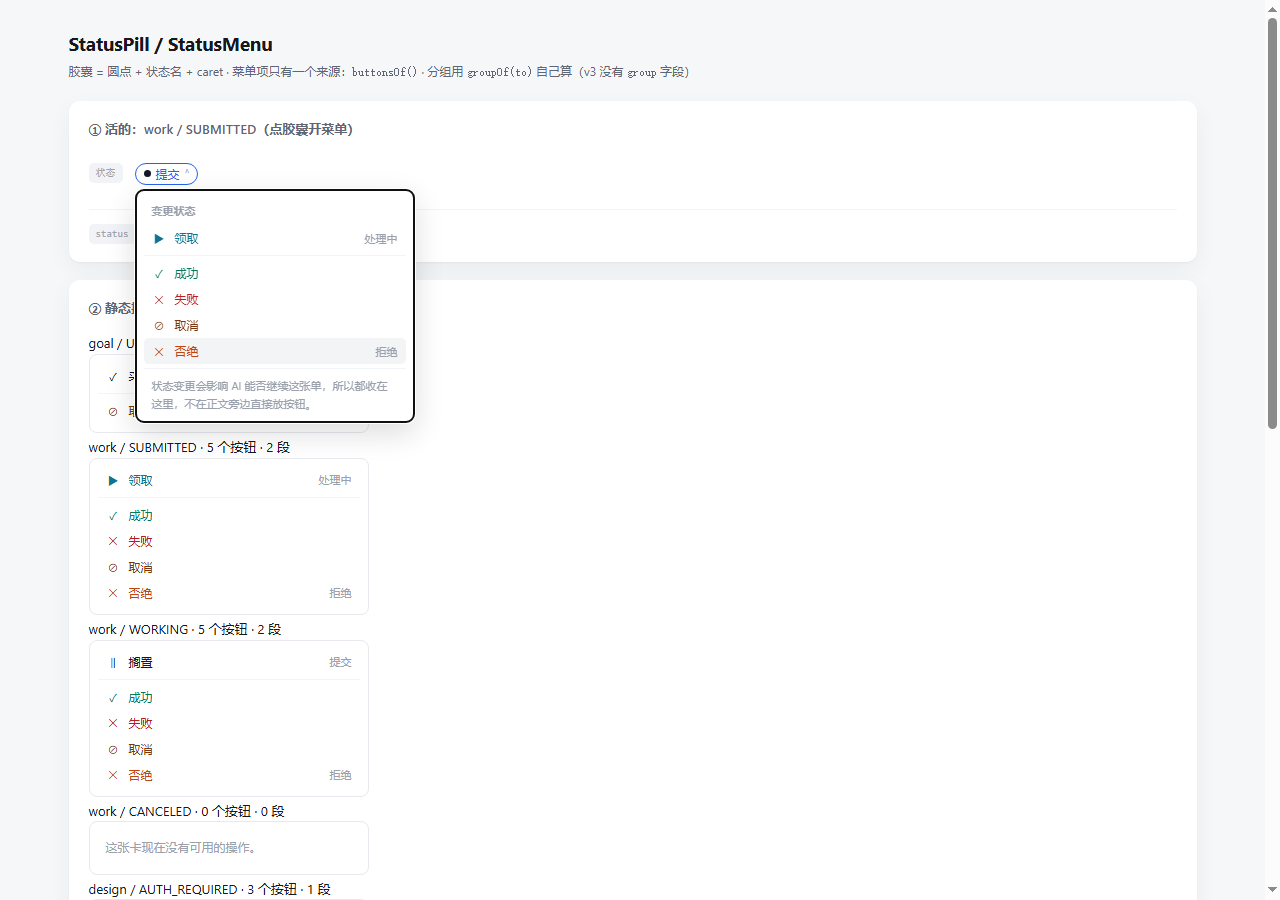 StatusPill / StatusMenu
胶囊 = 圆点 + 状态名 + caret · 菜单项只有一个来源：buttonsOf() · 分组用 groupOf(to) 自己算（v3 没有 group 字段）
① 活的：work / SUBMITTED（点胶囊开菜单）
状态 提交 ^
status
变更状态
▶ 领取 处理中
✓ 成功
✕ 失败
⊘ 取消
✕ 否绝 拒绝
状态变更会影响 AI 能否继续这张单，所以都收在
这里，不在正文旁边直接放按钮。
② 静态
goal / U
✓
⊘
work / SUBMITTED · 5 个按钮 · 2 段
▶ 领取 处理中
✓ 成功
✕ 失败
⊘ 取消
✕ 否绝 拒绝
work / WORKING · 5 个按钮 · 2 段
|| 搁置 提交
✓ 成功
✕ 失败
⊘ 取消
✕ 否绝 拒绝
work / CANCELED · 0 个按钮 · 0 段
这张卡现在没有可用的操作。
design / AUTH_REQUIRED · 3 个按钮 · 1 段